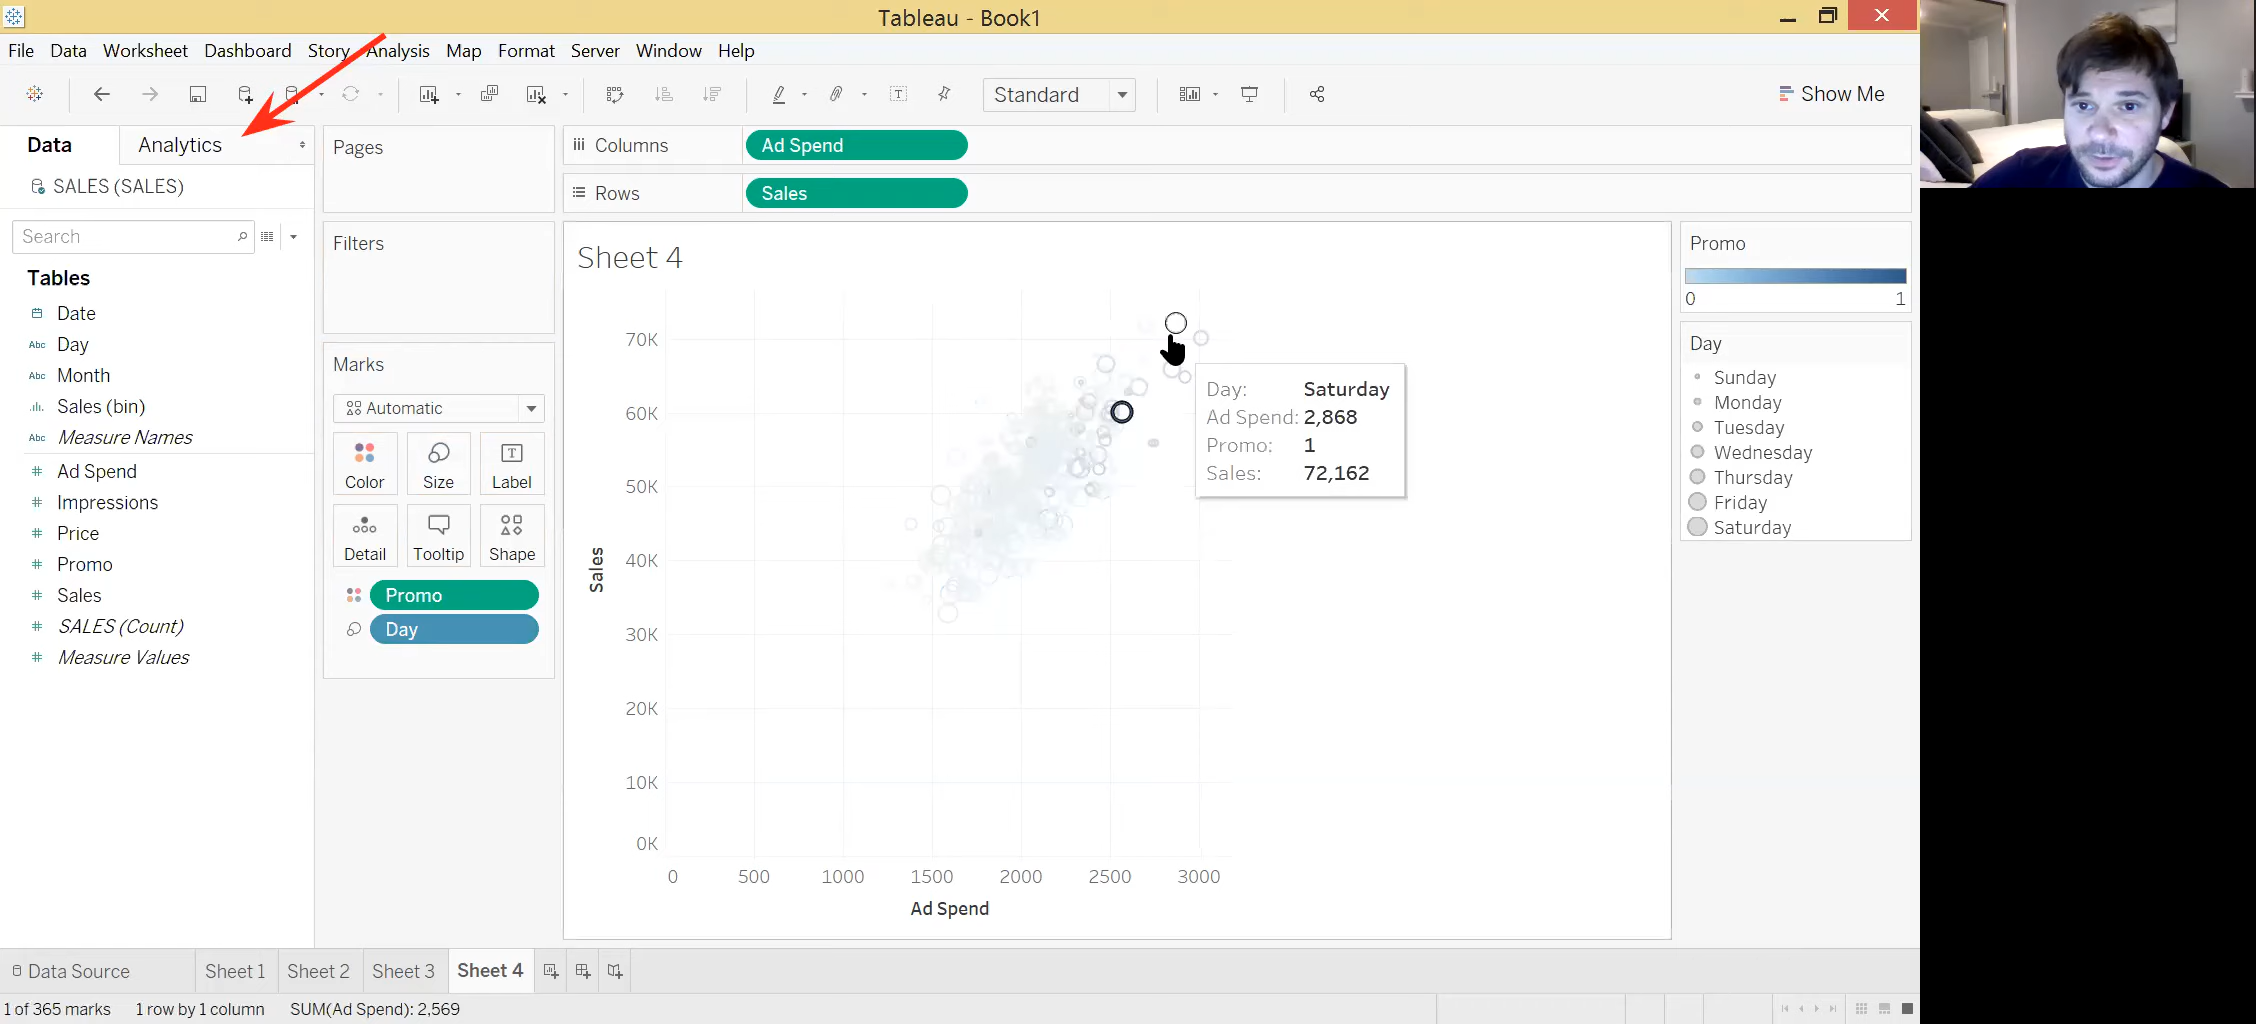 Tableau - Book1
File Data Worksheet Dashboard Story Analysis Map Format Server Window Help
Standard
Show Me
Data
Analytics
SALES (SALES)
Search
Tables
Date
Abc Day
Abc Month
Sales (bin)
Abc Measure Names
# Ad Spend
# Impressions
# Price
# Promo
# Sales
# SALES (Count)
# Measure Values
Pages
Filters
Marks
Automatic
Color Size Label
Detail Tooltip Shape
Promo
Day
Columns
Ad Spend
Rows
Sales
Sheet 4
70K
60K
50K
40K
30K
20K
10K
0K
Sales
0 500 1000 1500 2000 2500 3000
Ad Spend
Day: Saturday
Ad Spend: 2,868
Promo: 1
Sales: 72,162
Promo
0 1
Day
Sunday
Monday
Tuesday
Wednesday
Thursday
Friday
Saturday
Data Source Sheet 1 Sheet 2 Sheet 3 Sheet 4
1 of 365 marks 1 row by 1 column SUM(Ad Spend): 2,569